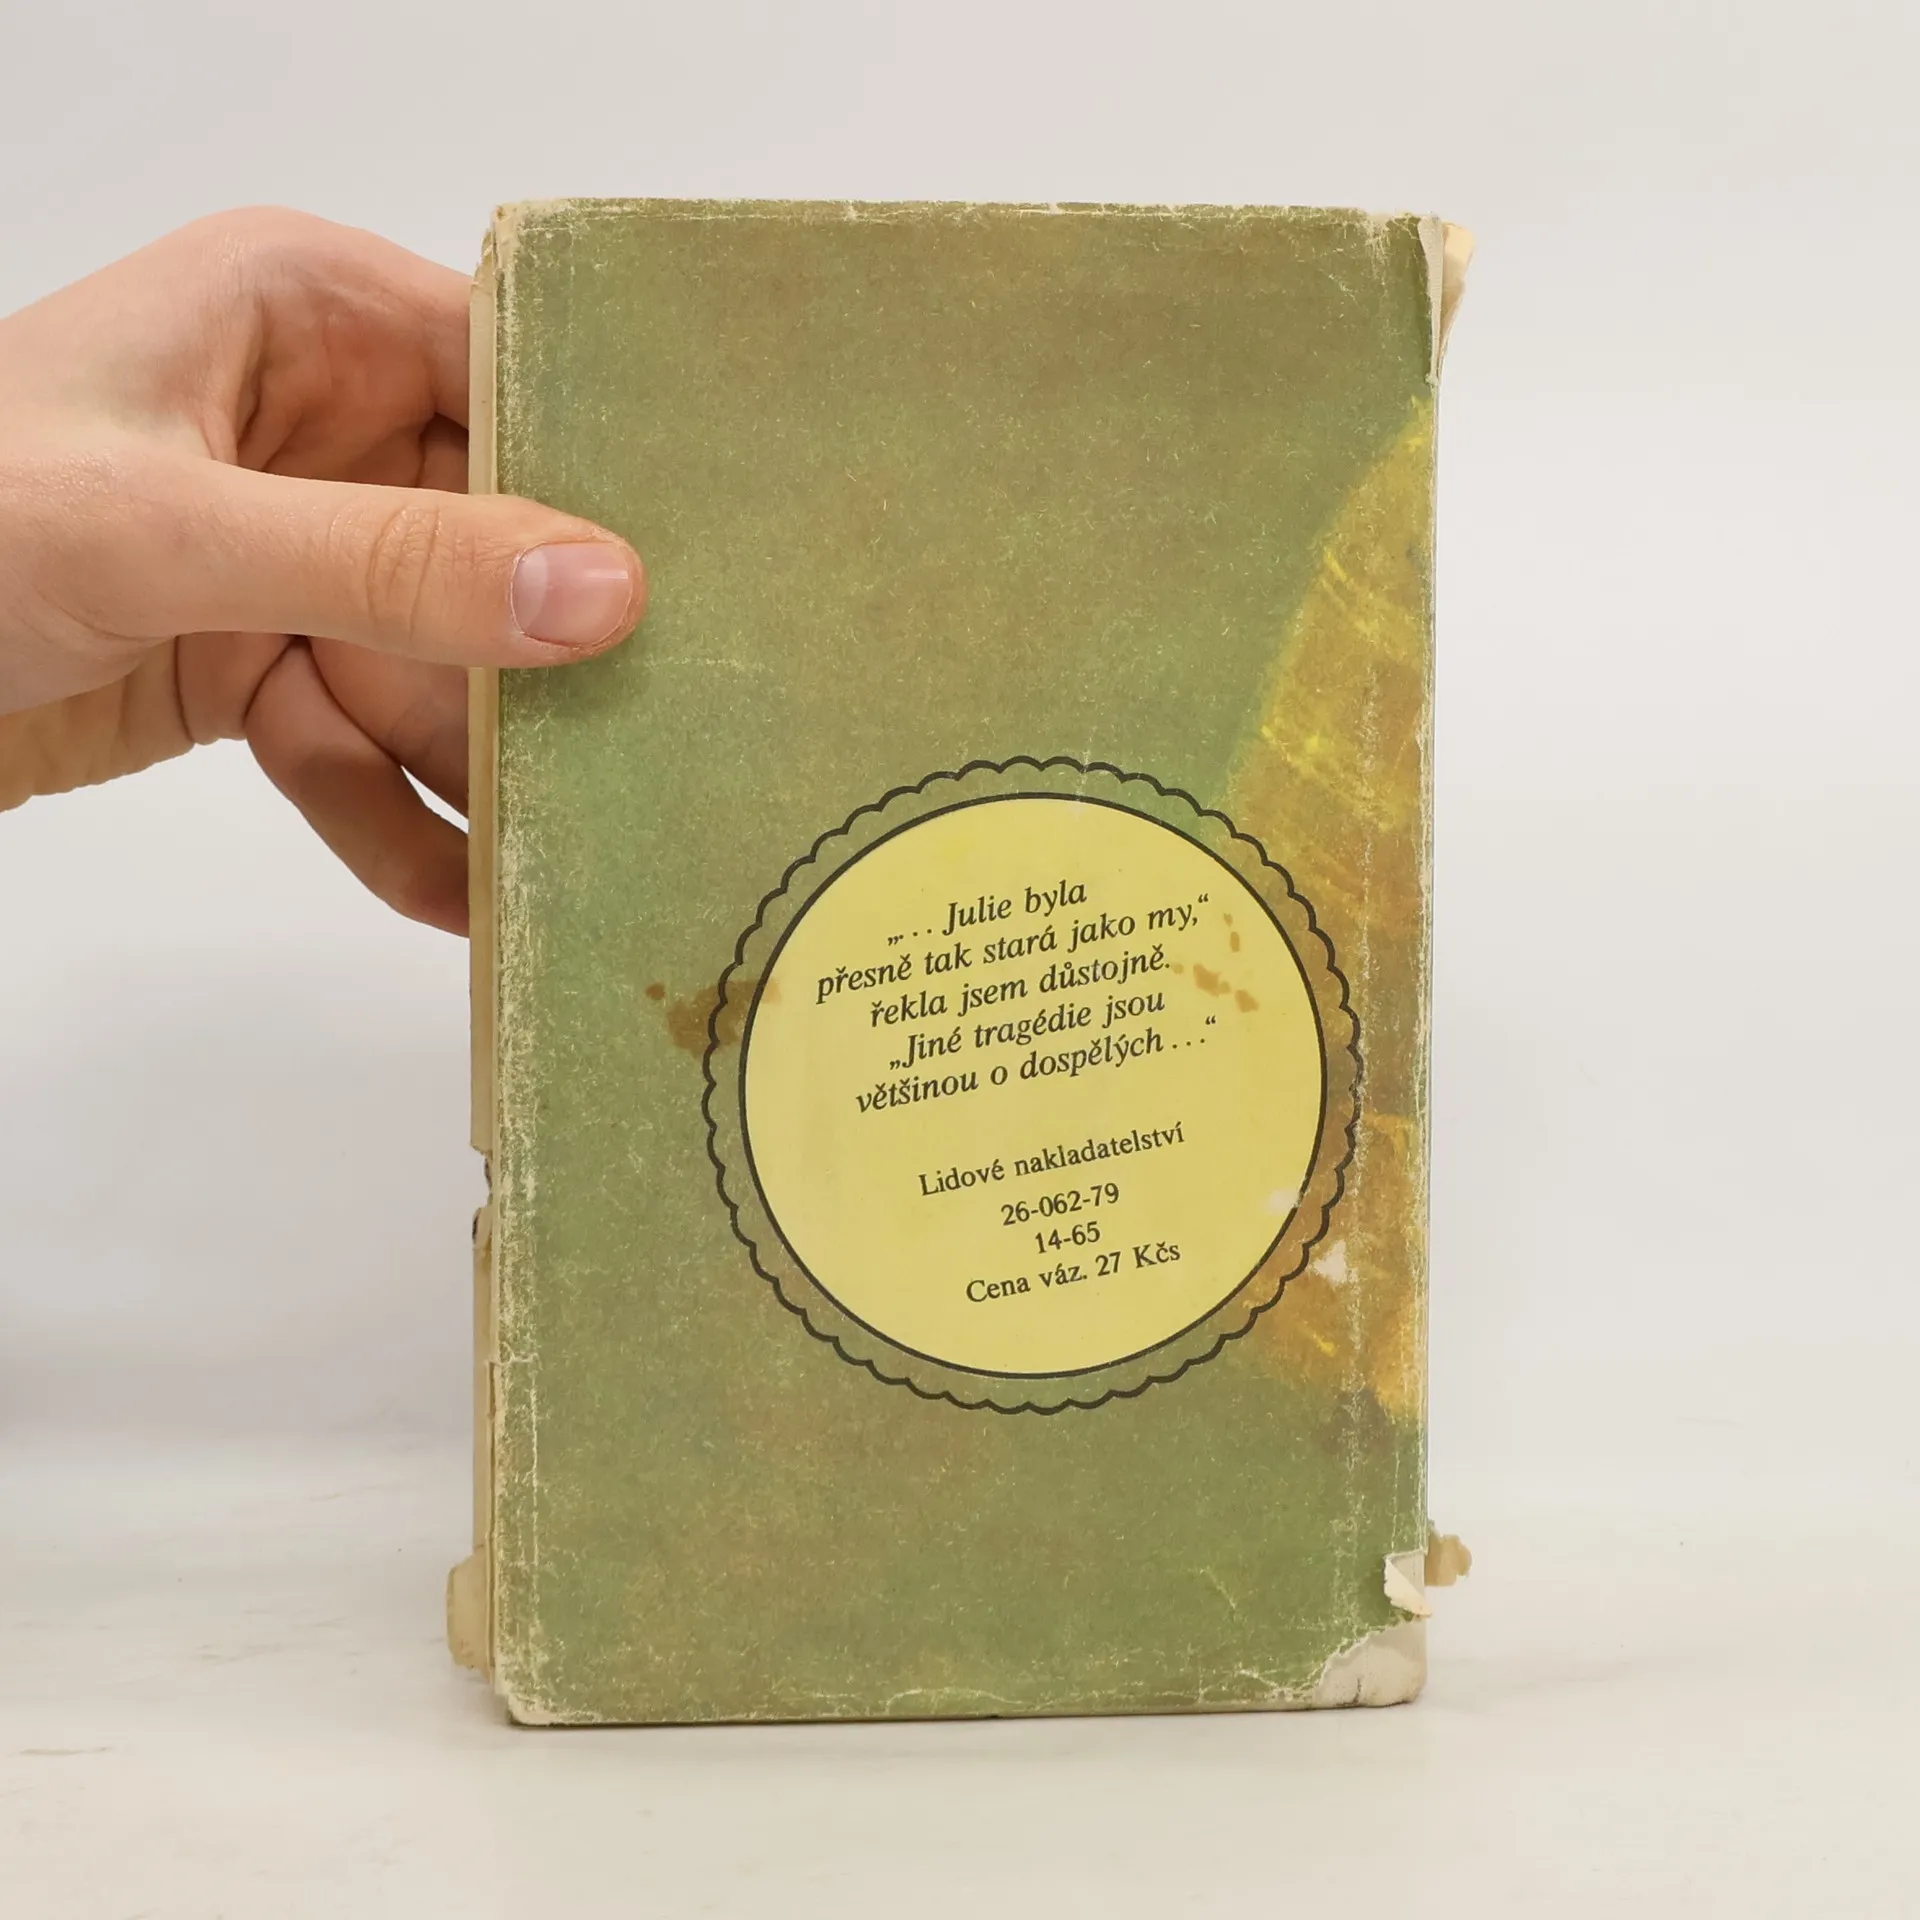 „... Julie byla
přesně tak stará jako my,“
řekla jsem důstojně.
„Jiné tragédie jsou
většinou o dospělých ...“
Lidové nakladatelství
26-062-79
14-65
Cena váz. 27 Kčs